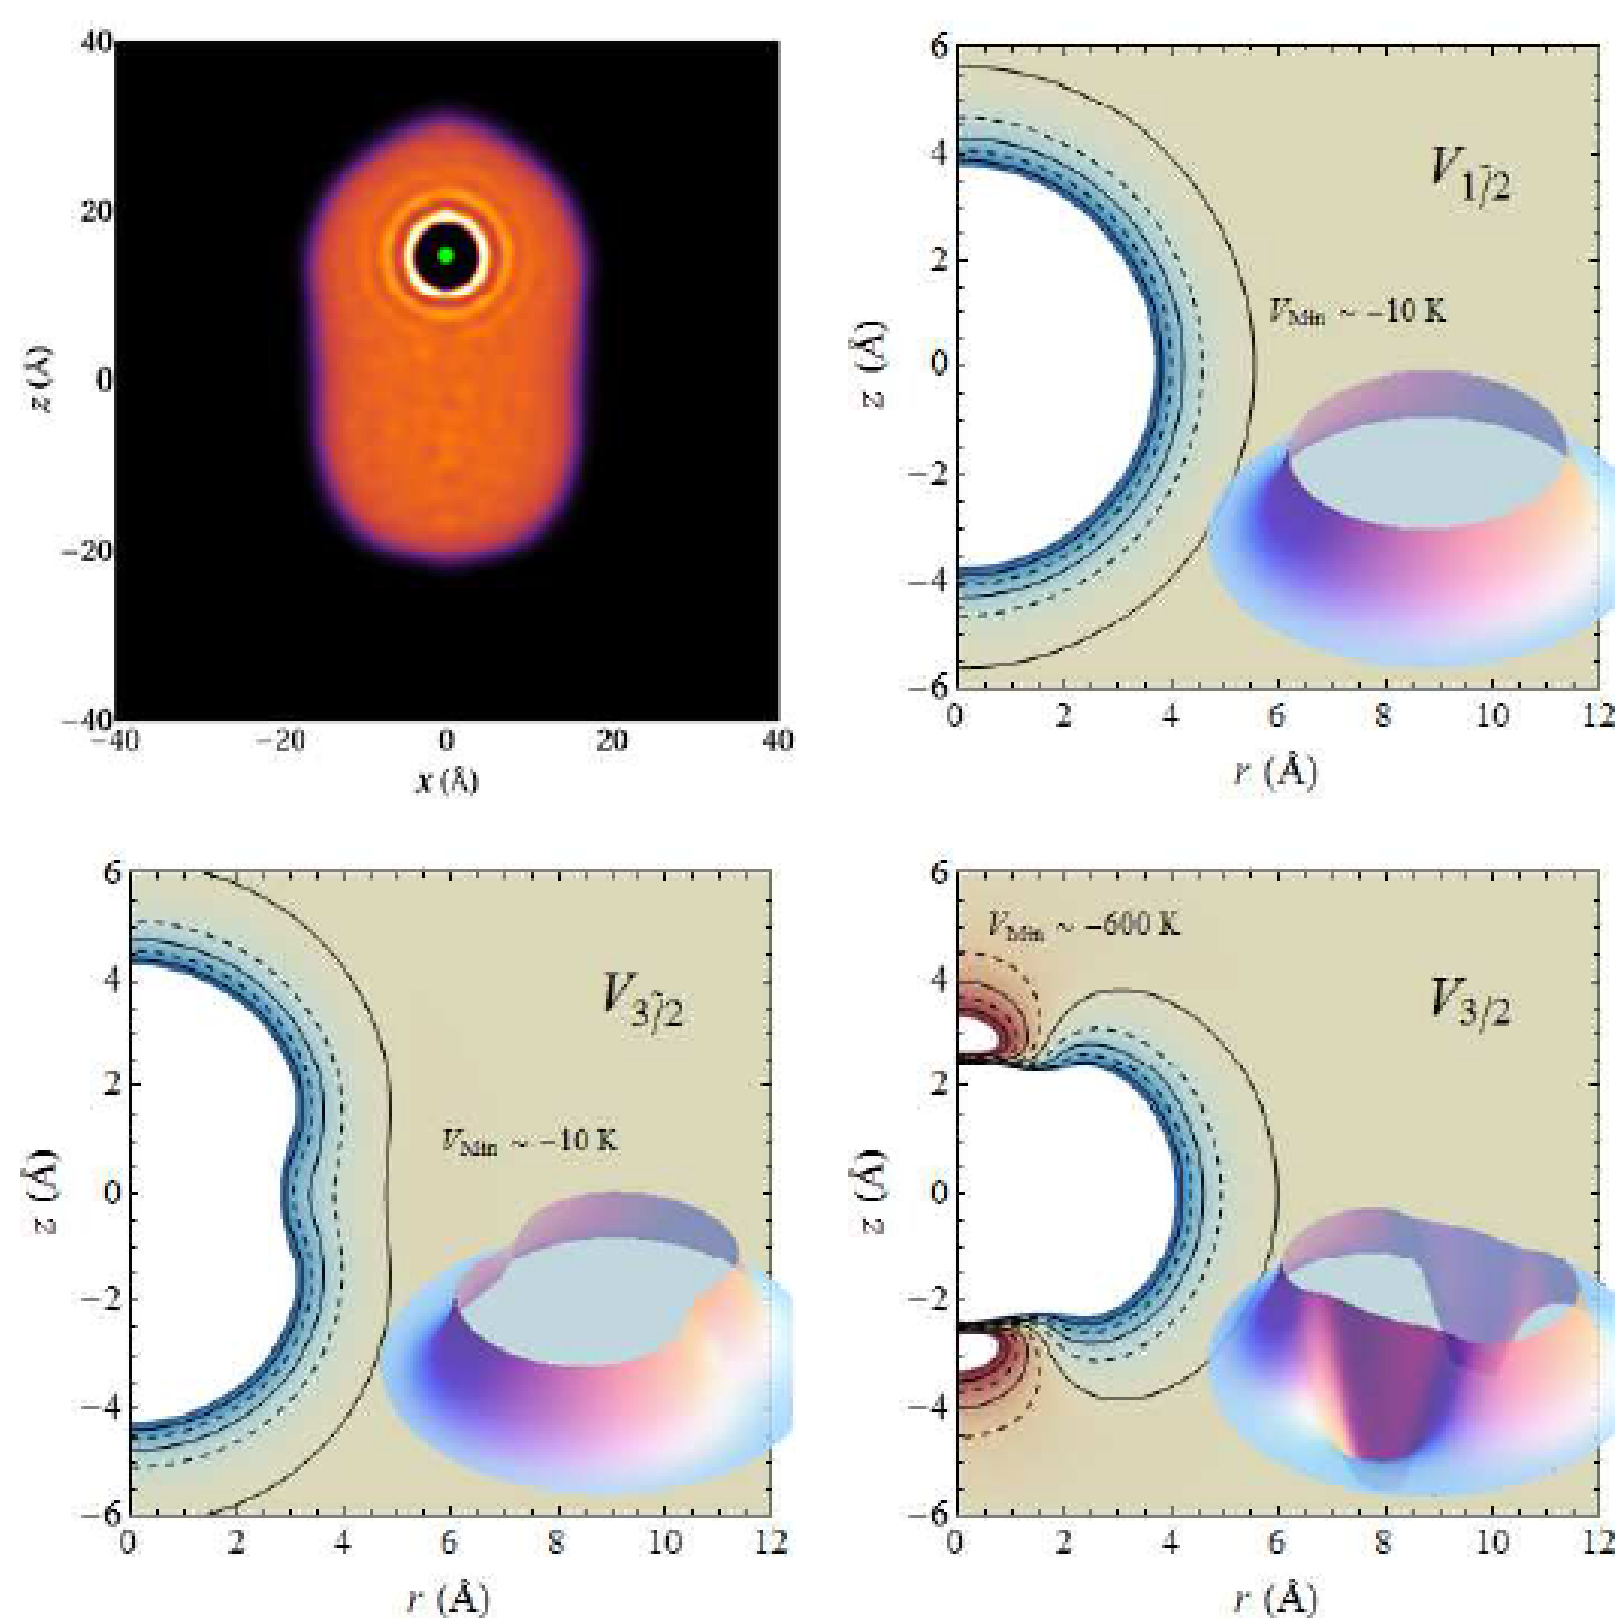 40
20
0
−20
−40
z (Å)
−40 −20 0 20 40
x (Å)
6
4
2
0
−2
−4
−6
z (Å)
V1̃/2
VMin ~ −10 K
0 2 4 6 8 10 12
r (Å)
6
4
2
0
−2
−4
−6
z (Å)
V3̃/2
VMin ~ −10 K
0 2 4 6 8 10 12
r (Å)
6
4
2
0
−2
−4
−6
z (Å)
VMin ~ −600 K
V3/2
0 2 4 6 8 10 12
r (Å)